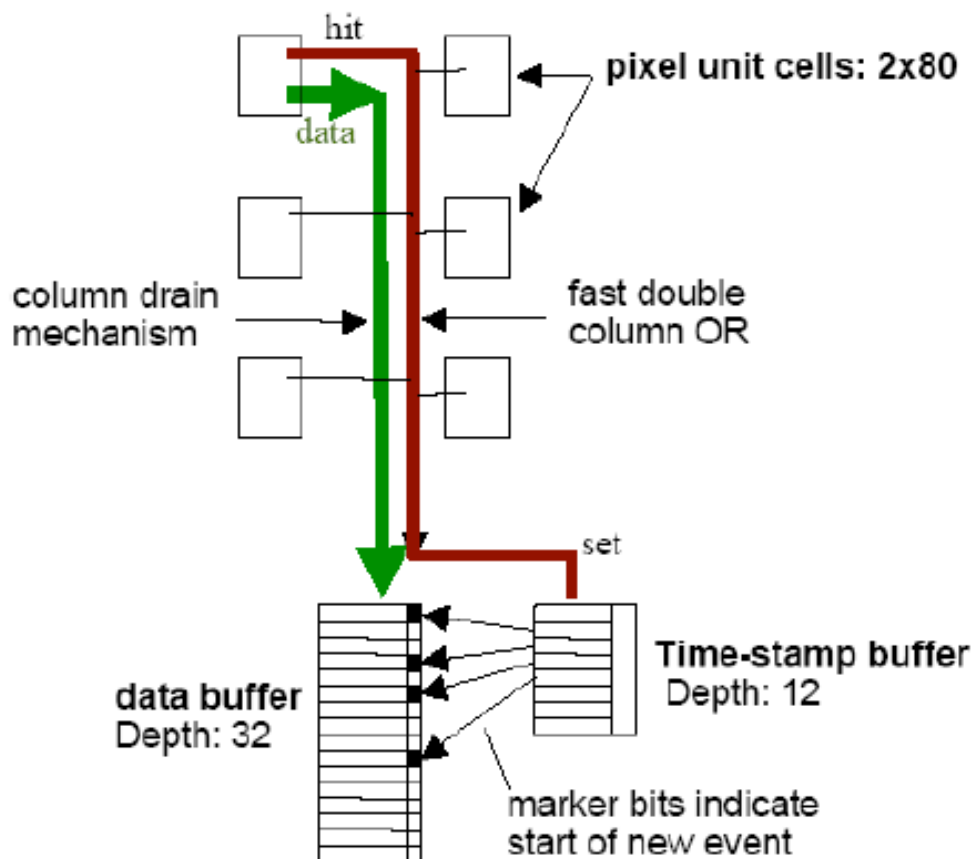 hit
pixel unit cells: 2x80
data
column drain
mechanism
fast double
column OR
set
data buffer
Depth: 32
Time-stamp buffer
Depth: 12
marker bits indicate
start of new event